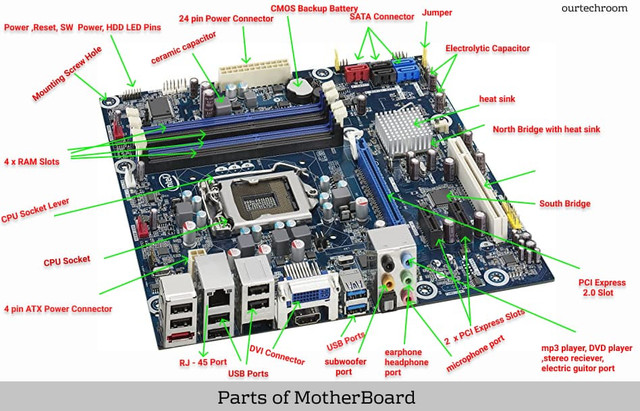 ourtechroom
CMOS Backup Battery
24 pin Power Connector
SATA Connector
Jumper
Power ,Reset, SW Power, HDD LED Pins
ceramic capacitor
Electrolytic Capacitor
Mounting Screw Hole
heat sink
North Bridge with heat sink
4 x RAM Slots
intel
CPU Socket Lever
South Bridge
CPU Socket
PCI Express
2.0 Slot
4 pin ATX Power Connector
2 x PCI Express Slots
USB Ports
DVI Connector
RJ - 45 Port
USB Ports
subwoofer
port
earphone
headphone
port
microphone port
mp3 player, DVD player
,stereo reciever,
electric guitor port
Parts of MotherBoard